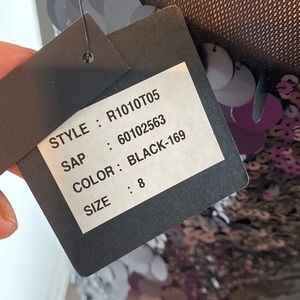 STYLE : R1010T05
SAP : 60102563
COLOR : BLACK-169
SIZE : 8